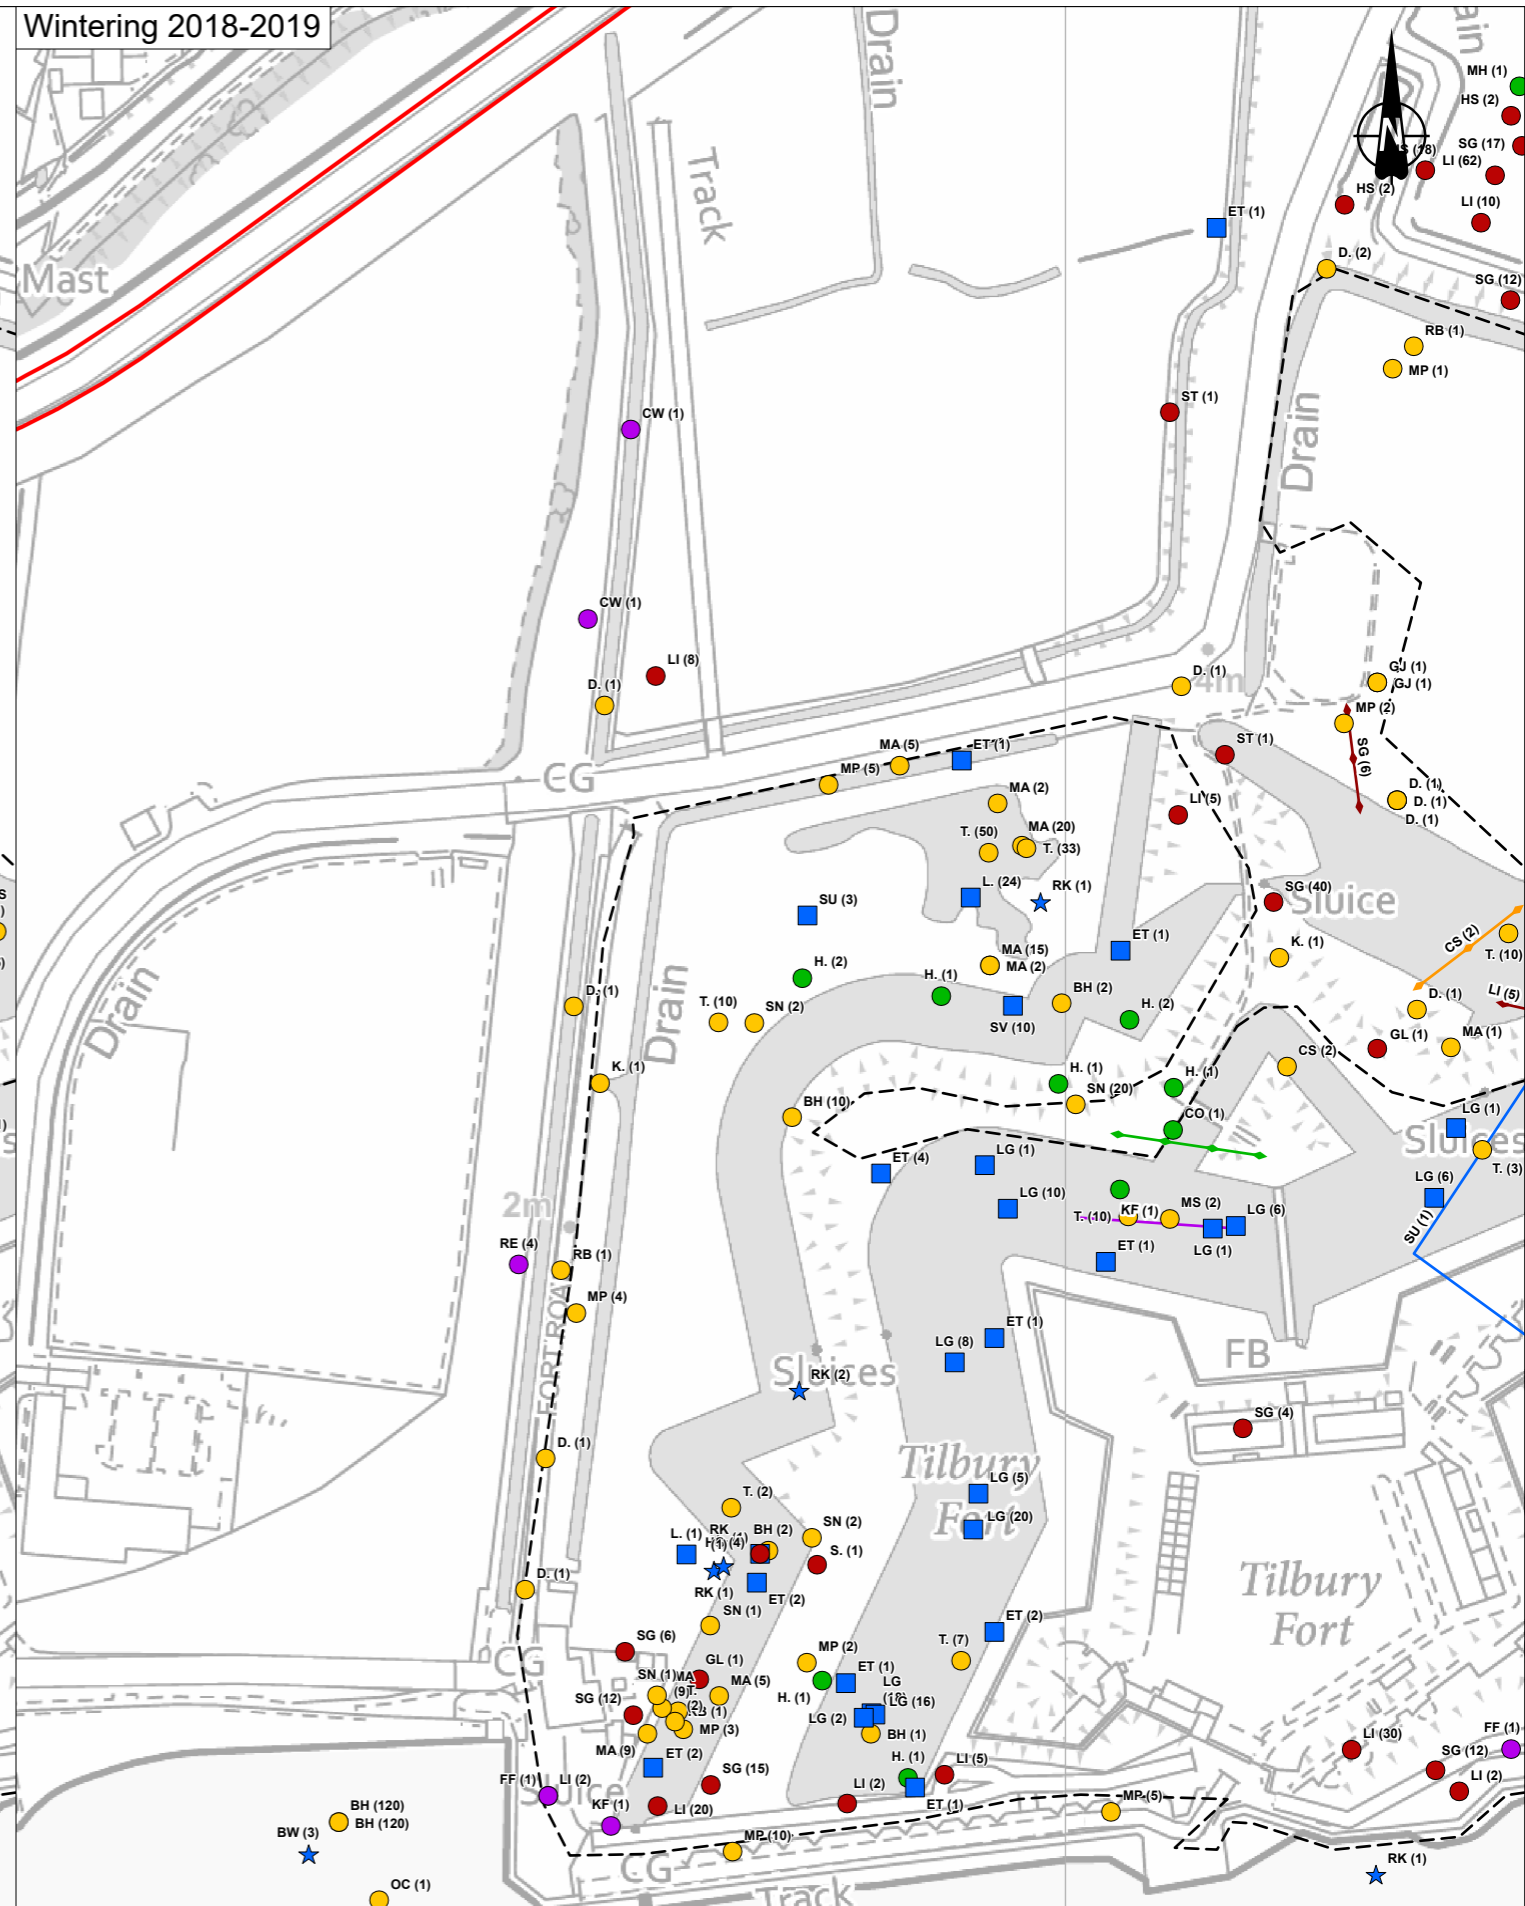 Wintering 2018-2019
Drain
ain
MH (1)
HS (2)
N
SG (17)
LI (62)
HS (2)
Track
LI (10)
ET (1)
D. (2)
Mast
SG (12)
RB (1)
MP (1)
ST (1)
CW (1)
Drain
CW (1)
LI (8)
D. (1)
D. (1)
4m
GJ (1)
GJ (1)
MP (2)
SG (6)
ST (1)
MA (5)
ET (1)
MP (5)
CG
D. (1)
D. (1)
D. (1)
MA (2)
LI (5)
MA (20)
T. (50)
T. (33)
L. (24)
RK (1)
SG (40)
Sluice
SU (3)
CS (2)
T. (10)
ET (1)
K. (1)
MA (15)
MA (2)
H. (2)
H. (1)
BH (2)
H. (2)
LI (5)
D. (1)
Drain
D. (1)
Drain
T. (10)
SN (2)
SV (10)
GL (1)
MA (1)
CS (2)
K. (1)
H. (1)
H. (1)
SN (20)
BH (10)
CO (1)
LG (1)
Sluices
T. (3)
ET (4)
LG (1)
LG (6)
LG (10)
2m
T. (10)
KF (1)
MS (2)
LG (6)
LG (1)
SU (1)
RE (4)
RB (1)
ET (1)
MP (4)
FORT ROA
ET (1)
LG (8)
FB
Sluices
RK (2)
SG (4)
D. (1)
Tilbury
Fort
LG (5)
LG (20)
T. (2)
SN (2)
BH (2)
L. (1)
RK
S. (1)
Tilbury
Fort
D. (1)
RK (1)
ET (2)
SN (1)
ET (2)
SG (6)
CG
MP (2)
T. (7)
GL (1)
SN (1)
MA
(9)
MA (5)
ET (1)
LG
H. (1)
SG (12)
LG (2)
MP (3)
BH (1)
MA (9)
ET (2)
LI (30)
FF (1)
SG (12)
LI (2)
H. (1)
LI (5)
SG (15)
FF (1)
LI (2)
Sluice
KF (1)
LI (20)
LI (2)
ET (1)
MP (5)
BH (120)
BH (120)
BW (3)
MP (10)
RK (1)
CG
OC (1)
Track